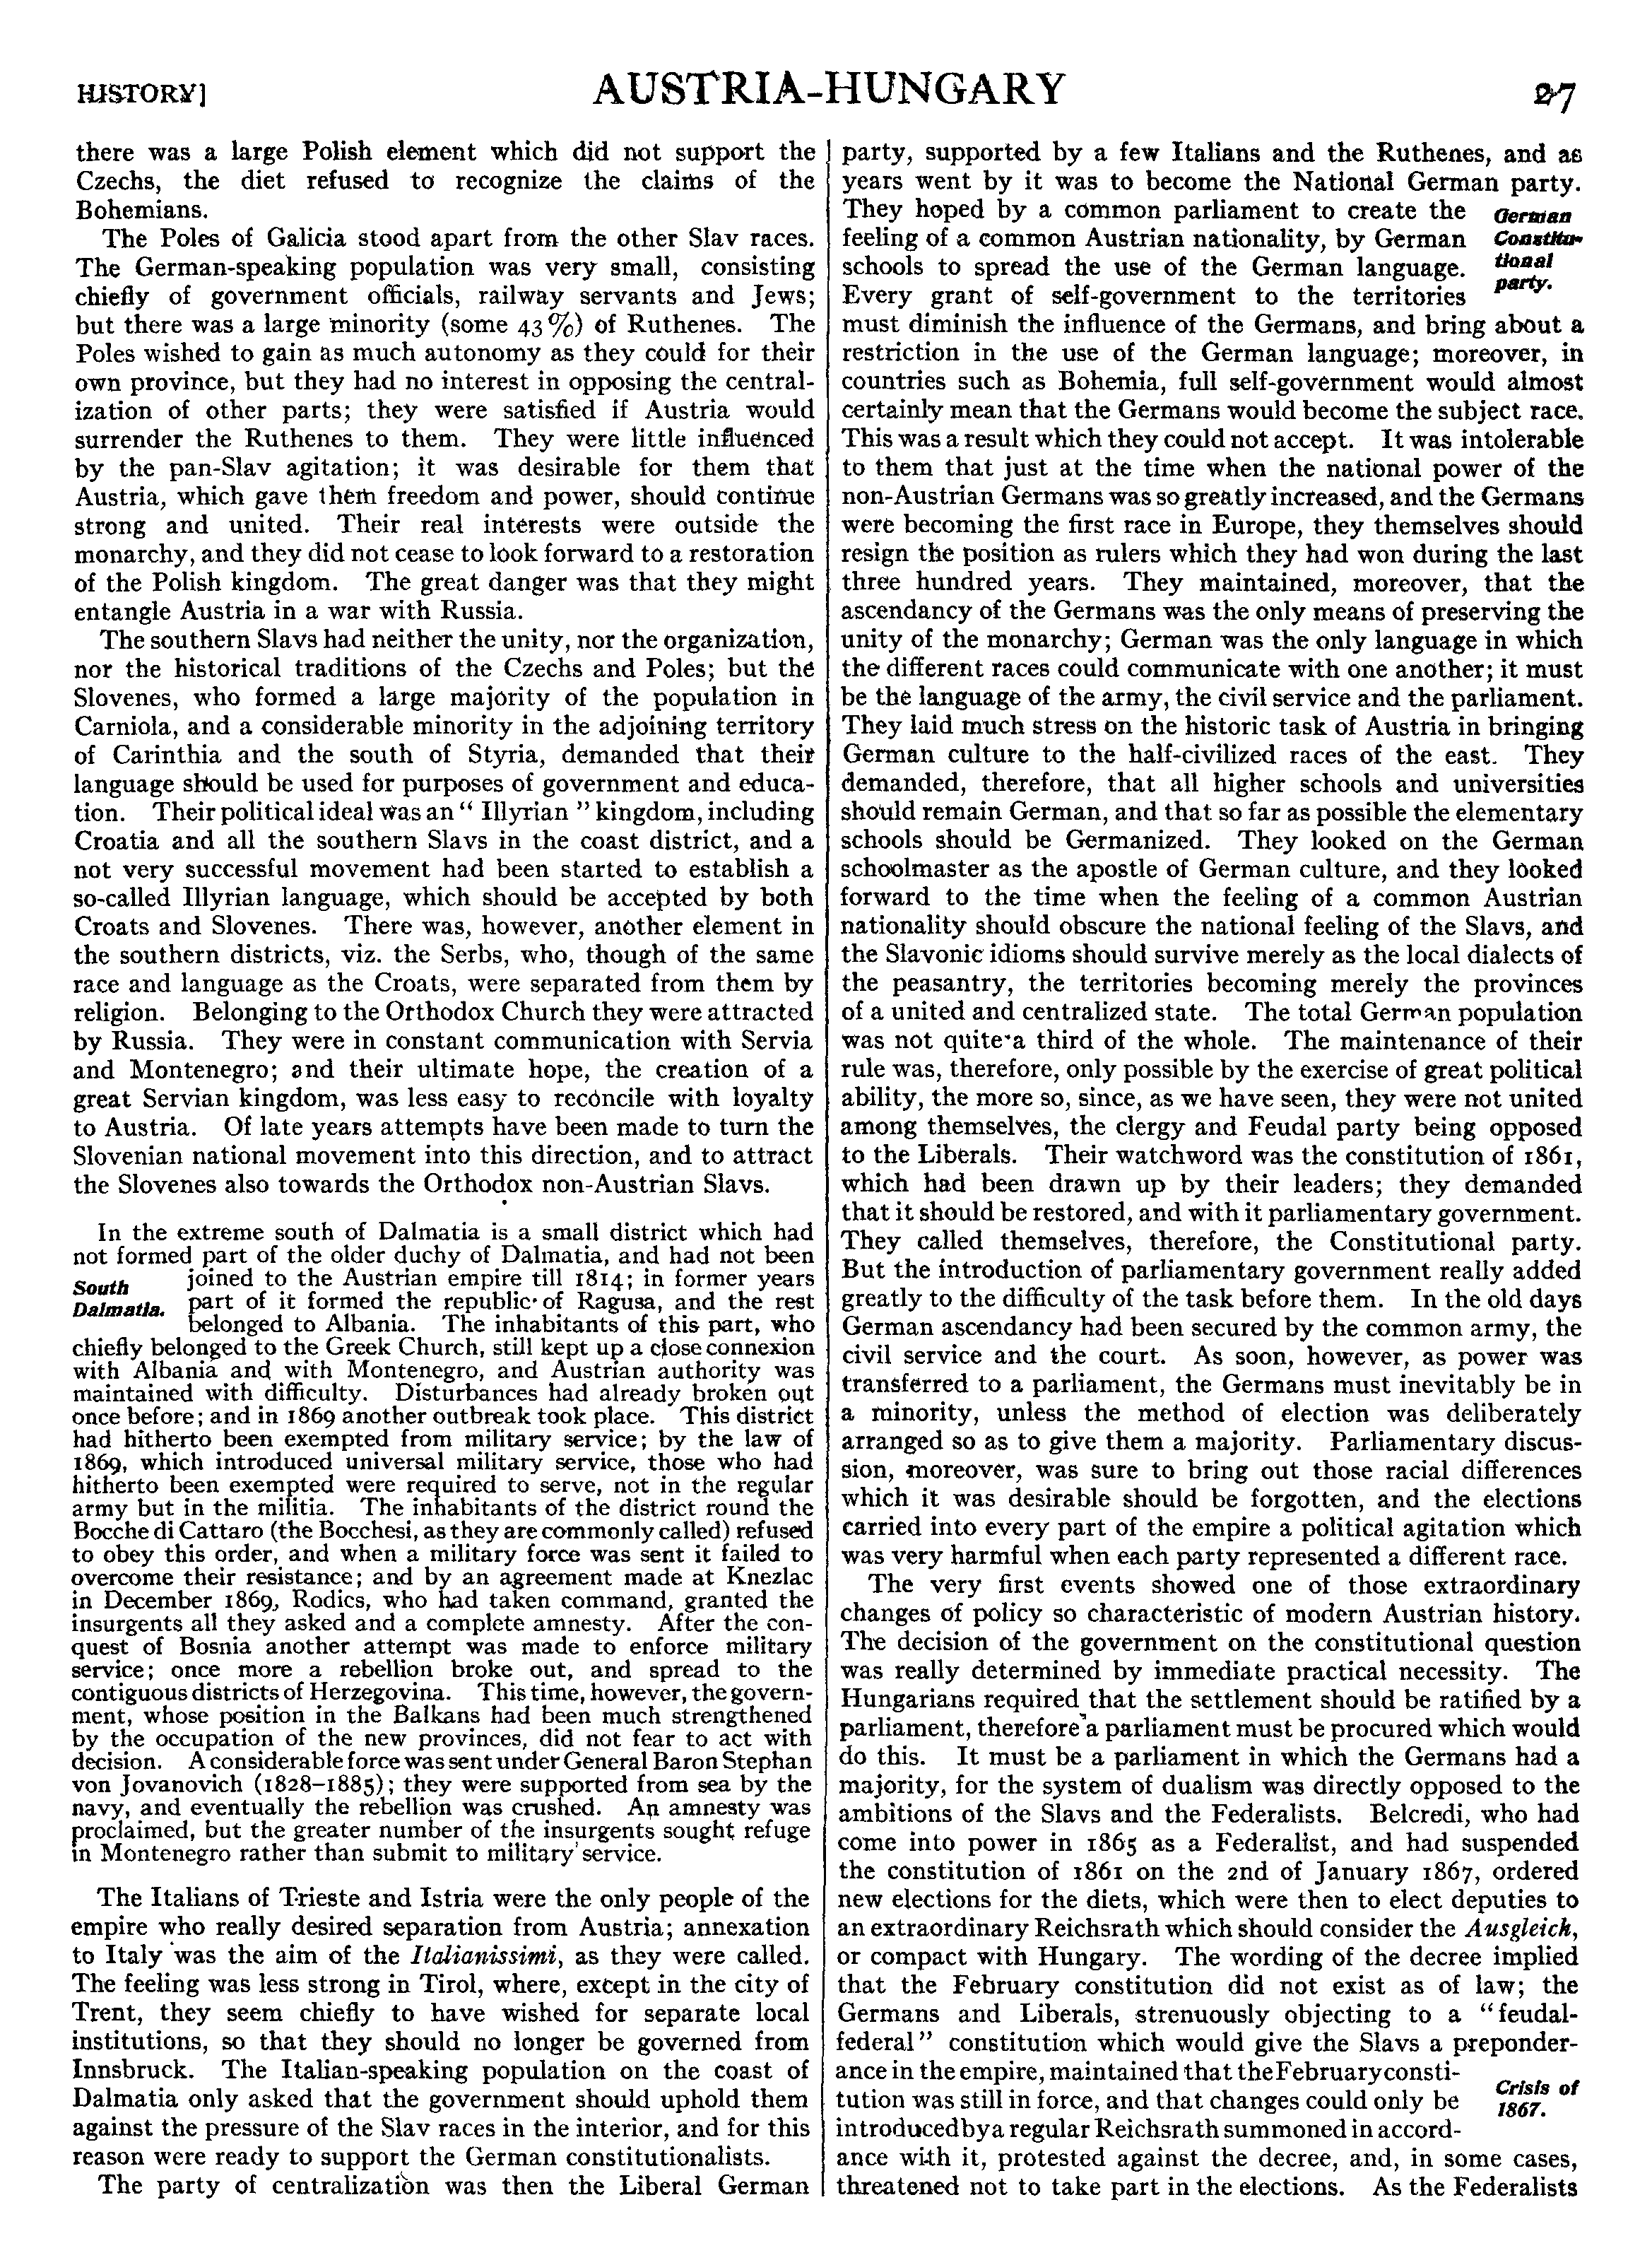 HISTORY]
AUSTRIA-HUNGARY
27
there was a large Polish element which did not support the
Czechs, the diet refused to recognize the claims of the
Bohemians.
The Poles of Galicia stood apart from the other Slav races.
The German-speaking population was very small, consisting
chiefly of government officials, railway servants and Jews;
but there was a large minority (some 43%) of Ruthenes. The
Poles wished to gain as much autonomy as they could for their
own province, but they had no interest in opposing the central-
ization of other parts; they were satisfied if Austria would
surrender the Ruthenes to them. They were little influenced
by the pan-Slav agitation; it was desirable for them that
Austria, which gave them freedom and power, should continue
strong and united. Their real interests were outside the
monarchy, and they did not cease to look forward to a restoration
of the Polish kingdom. The great danger was that they might
entangle Austria in a war with Russia.
The southern Slavs had neither the unity, nor the organization,
nor the historical traditions of the Czechs and Poles; but the
Slovenes, who formed a large majority of the population in
Carniola, and a considerable minority in the adjoining territory
of Carinthia and the south of Styria, demanded that their
language should be used for purposes of government and educa-
tion. Their political ideal was an “ Illyrian ” kingdom, including
Croatia and all the southern Slavs in the coast district, and a
not very successful movement had been started to establish a
so-called Illyrian language, which should be accepted by both
Croats and Slovenes. There was, however, another element in
the southern districts, viz. the Serbs, who, though of the same
race and language as the Croats, were separated from them by
religion. Belonging to the Orthodox Church they were attracted
by Russia. They were in constant communication with Servia
and Montenegro; and their ultimate hope, the creation of a
great Servian kingdom, was less easy to reconcile with loyalty
to Austria. Of late years attempts have been made to turn the
Slovenian national movement into this direction, and to attract
the Slovenes also towards the Orthodox non-Austrian Slavs.
In the extreme south of Dalmatia is a small district which had
not formed part of the older duchy of Dalmatia, and had not been
South
Dalmatia.
joined to the Austrian empire till 1814; in former years
part of it formed the republic of Ragusa, and the rest
belonged to Albania. The inhabitants of this part, who
chiefly belonged to the Greek Church, still kept up a close connexion
with Albania and with Montenegro, and Austrian authority was
maintained with difficulty. Disturbances had already broken out
once before; and in 1869 another outbreak took place. This district
had hitherto been exempted from military service; by the law of
1869, which introduced universal military service, those who had
hitherto been exempted were required to serve, not in the regular
army but in the militia. The inhabitants of the district round the
Bocche di Cattaro (the Bocchesi, as they are commonly called) refused
to obey this order, and when a military force was sent it failed to
overcome their resistance; and by an agreement made at Knezlac
in December 1869, Rodics, who had taken command, granted the
insurgents all they asked and a complete amnesty. After the con-
quest of Bosnia another attempt was made to enforce military
service; once more a rebellion broke out, and spread to the
contiguous districts of Herzegovina. This time, however, the govern-
ment, whose position in the Balkans had been much strengthened
by the occupation of the new provinces, did not fear to act with
decision. A considerable force was sent under General Baron Stephan
von Jovanovich (1828–1885); they were supported from sea by the
navy, and eventually the rebellion was crushed. An amnesty was
proclaimed, but the greater number of the insurgents sought refuge
in Montenegro rather than submit to military service.
The Italians of Trieste and Istria were the only people of the
empire who really desired separation from Austria; annexation
to Italy was the aim of the Italianissimi, as they were called.
The feeling was less strong in Tirol, where, except in the city of
Trent, they seem chiefly to have wished for separate local
institutions, so that they should no longer be governed from
Innsbruck. The Italian-speaking population on the coast of
Dalmatia only asked that the government should uphold them
against the pressure of the Slav races in the interior, and for this
reason were ready to support the German constitutionalists.
The party of centralization was then the Liberal German
party, supported by a few Italians and the Ruthenes, and as
years went by it was to become the National German party.
They hoped by a common parliament to create the
feeling of a common Austrian nationality, by German
schools to spread the use of the German language.
Every grant of self-government to the territories
German
Constitu-
tional
party.
must diminish the influence of the Germans, and bring about a
restriction in the use of the German language; moreover, in
countries such as Bohemia, full self-government would almost
certainly mean that the Germans would become the subject race.
This was a result which they could not accept. It was intolerable
to them that just at the time when the national power of the
non-Austrian Germans was so greatly increased, and the Germans
were becoming the first race in Europe, they themselves should
resign the position as rulers which they had won during the last
three hundred years. They maintained, moreover, that the
ascendancy of the Germans was the only means of preserving the
unity of the monarchy; German was the only language in which
the different races could communicate with one another; it must
be the language of the army, the civil service and the parliament.
They laid much stress on the historic task of Austria in bringing
German culture to the half-civilized races of the east. They
demanded, therefore, that all higher schools and universities
should remain German, and that so far as possible the elementary
schools should be Germanized. They looked on the German
schoolmaster as the apostle of German culture, and they looked
forward to the time when the feeling of a common Austrian
nationality should obscure the national feeling of the Slavs, and
the Slavonic idioms should survive merely as the local dialects of
the peasantry, the territories becoming merely the provinces
of a united and centralized state. The total German population
was not quite a third of the whole. The maintenance of their
rule was, therefore, only possible by the exercise of great political
ability, the more so, since, as we have seen, they were not united
among themselves, the clergy and Feudal party being opposed
to the Liberals. Their watchword was the constitution of 1861,
which had been drawn up by their leaders; they demanded
that it should be restored, and with it parliamentary government.
They called themselves, therefore, the Constitutional party.
But the introduction of parliamentary government really added
greatly to the difficulty of the task before them. In the old days
German ascendancy had been secured by the common army, the
civil service and the court. As soon, however, as power was
transferred to a parliament, the Germans must inevitably be in
a minority, unless the method of election was deliberately
arranged so as to give them a majority. Parliamentary discus-
sion, moreover, was sure to bring out those racial differences
which it was desirable should be forgotten, and the elections
carried into every part of the empire a political agitation which
was very harmful when each party represented a different race.
The very first events showed one of those extraordinary
changes of policy so characteristic of modern Austrian history.
The decision of the government on the constitutional question
was really determined by immediate practical necessity. The
Hungarians required that the settlement should be ratified by a
parliament, therefore a parliament must be procured which would
do this. It must be a parliament in which the Germans had a
majority, for the system of dualism was directly opposed to the
ambitions of the Slavs and the Federalists. Belcredi, who had
come into power in 1865 as a Federalist, and had suspended
the constitution of 1861 on the 2nd of January 1867, ordered
new elections for the diets, which were then to elect deputies to
an extraordinary Reichsrath which should consider the Ausgleich,
or compact with Hungary. The wording of the decree implied
that the February constitution did not exist as of law; the
Germans and Liberals, strenuously objecting to a “feudal-
federal” constitution which would give the Slavs a preponder-
ance in the empire, maintained that the February consti-
tution was still in force, and that changes could only be
introduced by a regular Reichsrath summoned in accord-
Crisis of
1867.
ance with it, protested against the decree, and, in some cases,
threatened not to take part in the elections. As the Federalists